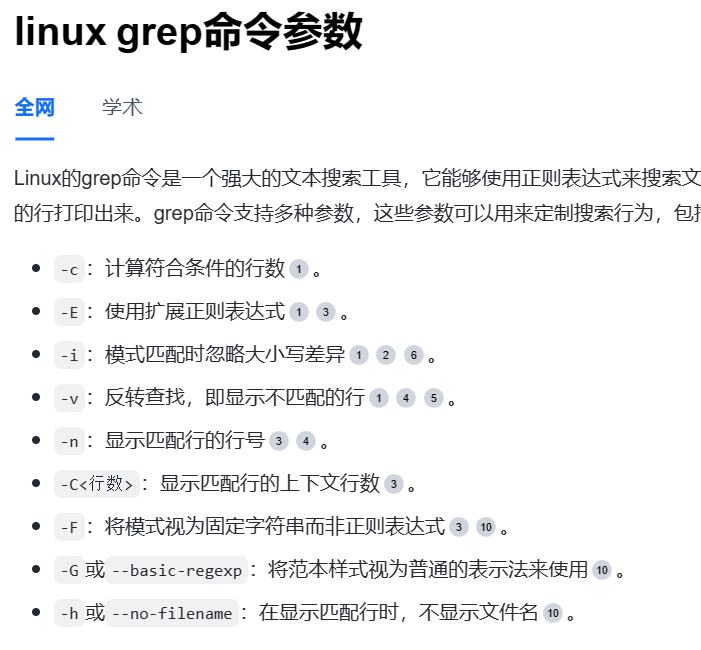 linux grep命令参数
全网 学术
Linux的grep命令是一个强大的文本搜索工具，它能够使用正则表达式来搜索文
的行打印出来。grep命令支持多种参数，这些参数可以用来定制搜索行为，包
• -c：计算符合条件的行数 1 。
• -E：使用扩展正则表达式 1 3 。
• -i：模式匹配时忽略大小写差异 1 2 6 。
• -v：反转查找，即显示不匹配的行 1 4 5 。
• -n：显示匹配行的行号 3 4 。
• -C<行数>：显示匹配行的上下文行数 3 。
• -F：将模式视为固定字符串而非正则表达式 3 10 。
• -G 或 --basic-regexp：将范本样式视为普通的表示法来使用 10 。
• -h 或 --no-filename：在显示匹配行时，不显示文件名 10 。